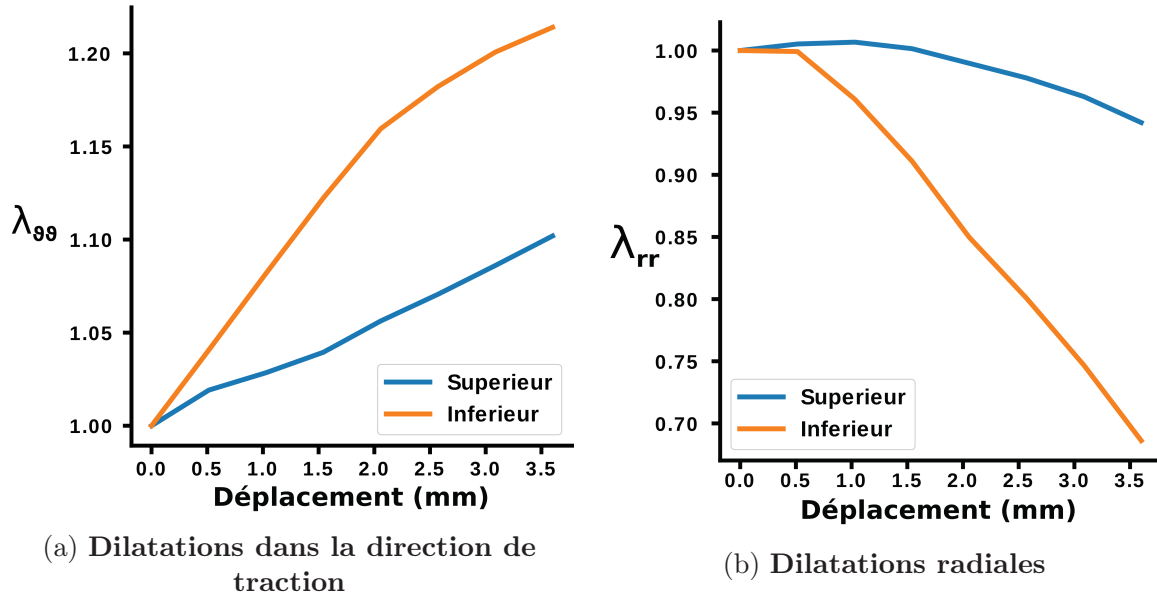 1.20
1.15
1.10
1.05
1.00
λϑϑ
Superieur
Inferieur
0.0 0.5 1.0 1.5 2.0 2.5 3.0 3.5
Déplacement (mm)
(a) Dilatations dans la direction de
traction
1.00
0.95
0.90
0.85
0.80
0.75
0.70
λrr
Superieur
Inferieur
0.0 0.5 1.0 1.5 2.0 2.5 3.0 3.5
Déplacement (mm)
(b) Dilatations radiales